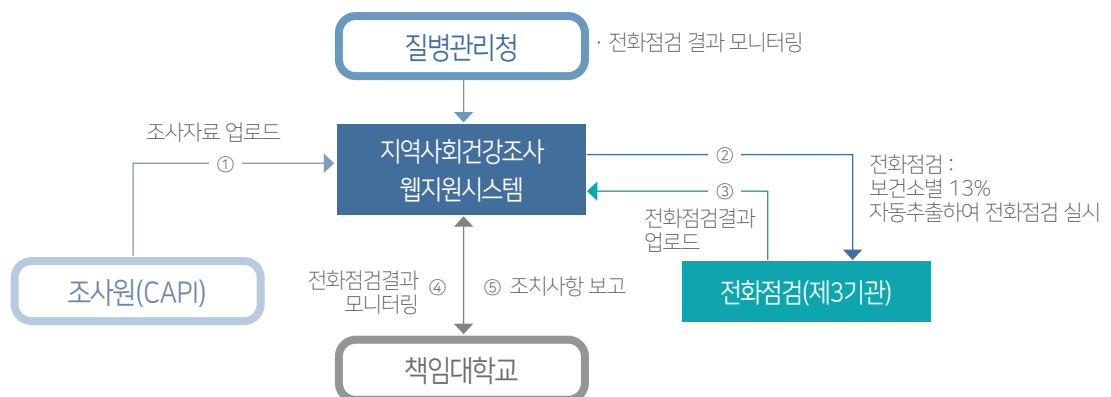 질병관리청
· 전화점검 결과 모니터링
조사자료 업로드
①
지역사회건강조사
웹지원시스템
②
③
전화점검 :
보건소별 13%
자동추출하여 전화점검 실시
전화점검결과
업로드
조사원(CAPI)
전화점검결과
모니터링
④
⑤ 조치사항 보고
전화점검(제3기관)
책임대학교